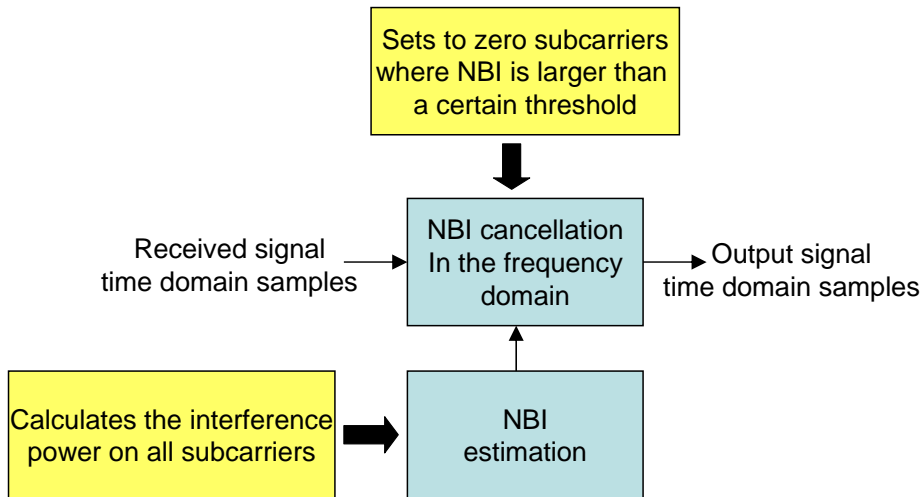 Sets to zero subcarriers
where NBI is larger than
a certain threshold
Received signal
time domain samples
NBI cancellation
In the frequency
domain
Output signal
time domain samples
Calculates the interference
power on all subcarriers
NBI
estimation